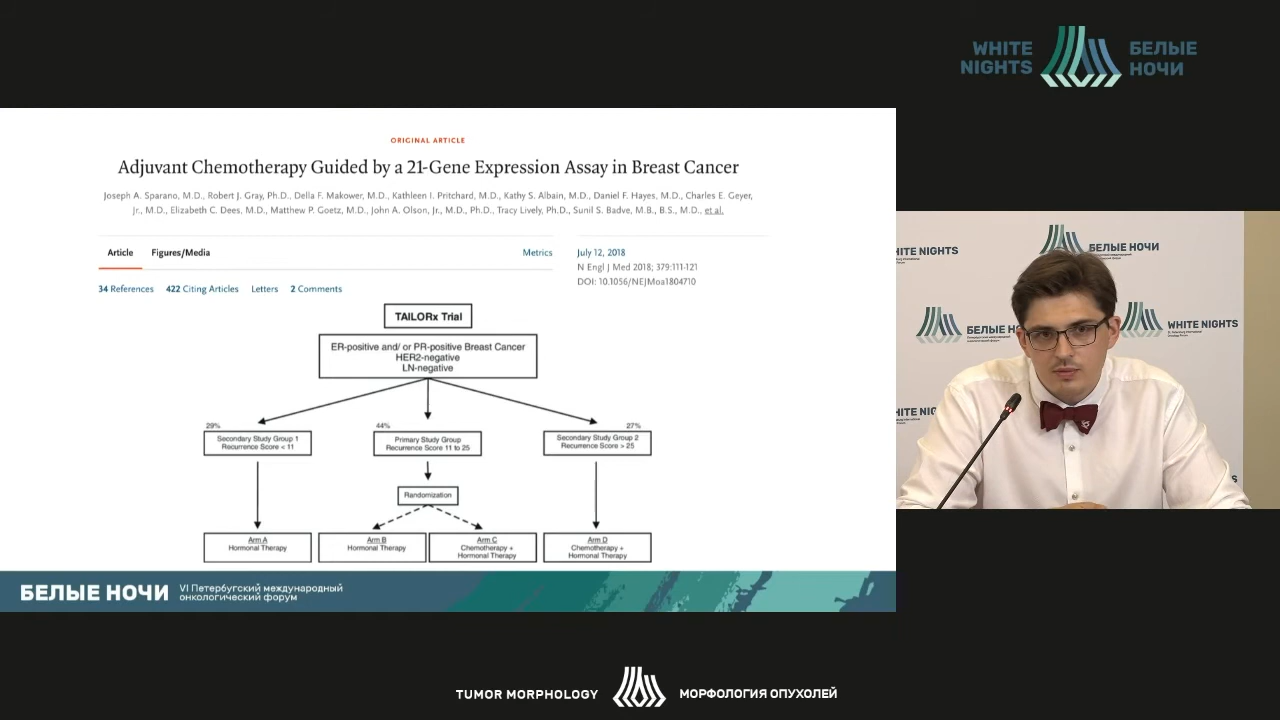 WHITE
NIGHTS
БЕЛЫЕ
НОЧИ
ORIGINAL ARTICLE
Adjuvant Chemotherapy Guided by a 21-Gene Expression Assay in Breast Cancer
Joseph A. Sparano, M.D., Robert J. Gray, Ph.D., Della F. Makower, M.D., Kathleen I. Pritchard, M.D., Kathy S. Albain, M.D., Daniel F. Hayes, M.D., Charles E. Geyer,
Jr., M.D., Elizabeth C. Dees, M.D., Matthew P. Goetz, M.D., John A. Olson, Jr., M.D., Ph.D., Tracy Lively, Ph.D., Sunil S. Badve, M.B., B.S., M.D., et al.
Article Figures/Media Metrics
July 12, 2018
N Engl J Med 2018; 379:111-121
DOI: 10.1056/NEJMoa1804710
34 References 422 Citing Articles Letters 2 Comments
TAILORx Trial
ER-positive and/ or PR-positive Breast Cancer
HER2-negative
LN-negative
29%
Secondary Study Group 1
Recurrence Score < 11
44%
Primary Study Group
Recurrence Score 11 to 25
27%
Secondary Study Group 2
Recurrence Score > 25
Randomization
Arm A
Hormonal Therapy
Arm B
Hormonal Therapy
Arm C
Chemotherapy +
Hormonal Therapy
Arm D
Chemotherapy +
Hormonal Therapy
БЕЛЫЕ НОЧИ
VI Петербугский международный
онкологический форум
HITE NIGHTS
БЕЛЫЕ НОЧИ
БЕЛЫЕ НО
WHITE NIGHTS
HITE NIG
TUMOR MORPHOLOGY
МОРФОЛОГИЯ ОПУХОЛЕЙ